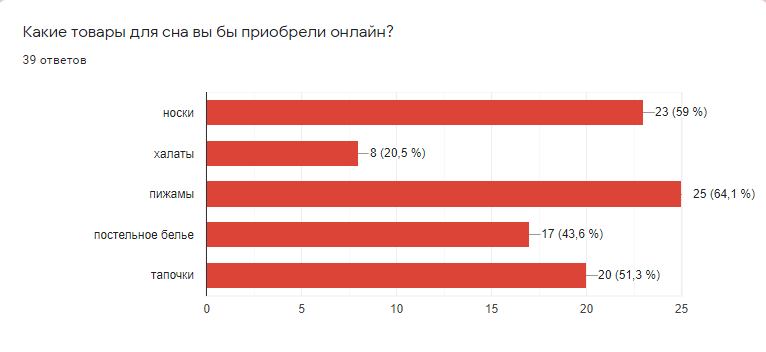 Какие товары для сна вы бы приобрели онлайн?
39 ответов
носки 23 (59 %)
халаты 8 (20,5 %)
пижамы 25 (64,1 %)
постельное белье 17 (43,6 %)
тапочки 20 (51,3 %)
0 5 10 15 20 25